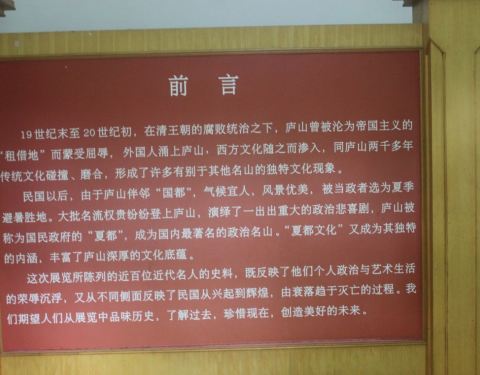 前 言
19世纪末至20世纪初，在清王朝的腐败统治之下，庐山曾被沦为帝国主义的
“租借地”而蒙受屈辱，外国人涌上庐山，西方文化随之而渗入，同庐山两千多年
传统文化碰撞、磨合，形成了许多有别于其他名山的独特文化现象。
民国以后，由于庐山伴邻“国都”，气候宜人，风景优美，被当政者选为夏季
避暑胜地。大批名流权贵纷纷登上庐山，演绎了一出出重大的政治悲喜剧，庐山被
称为国民政府的“夏都”，成为国内最著名的政治名山。“夏都文化”又成为其独特
的内涵，丰富了庐山深厚的文化底蕴。
这次展览所陈列的近百位近代名人的史料，既反映了他们个人政治与艺术生活
的荣辱沉浮，又从不同侧面反映了民国从兴起到辉煌，由衰落趋于灭亡的过程。我
们期望人们从展览中品味历史，了解过去，珍惜现在，创造美好的未来。